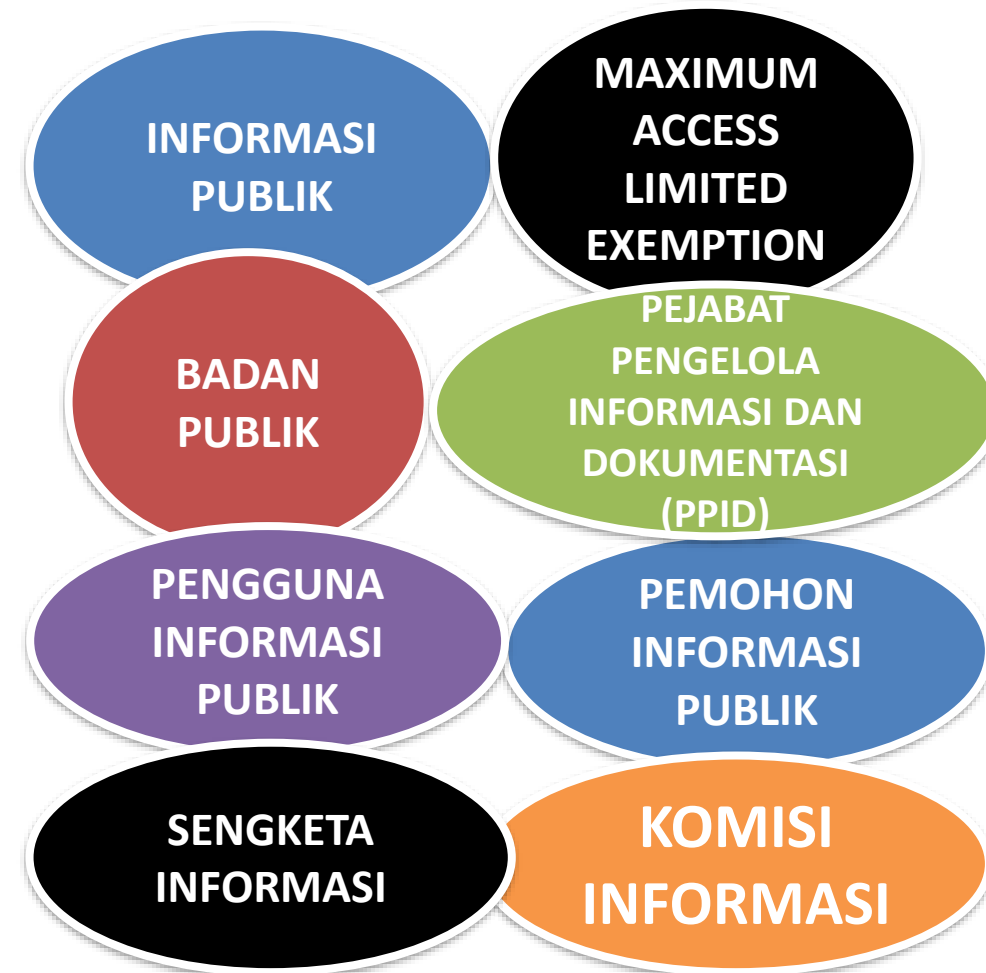 INFORMASI
PUBLIK
MAXIMUM
ACCESS
LIMITED
EXEMPTION
BADAN
PUBLIK
PEJABAT
PENGELOLA
INFORMASI DAN
DOKUMENTASI
(PPID)
PENGGUNA
INFORMASI
PUBLIK
PEMOHON
INFORMASI
PUBLIK
SENGKETA
INFORMASI
KOMISI
INFORMASI